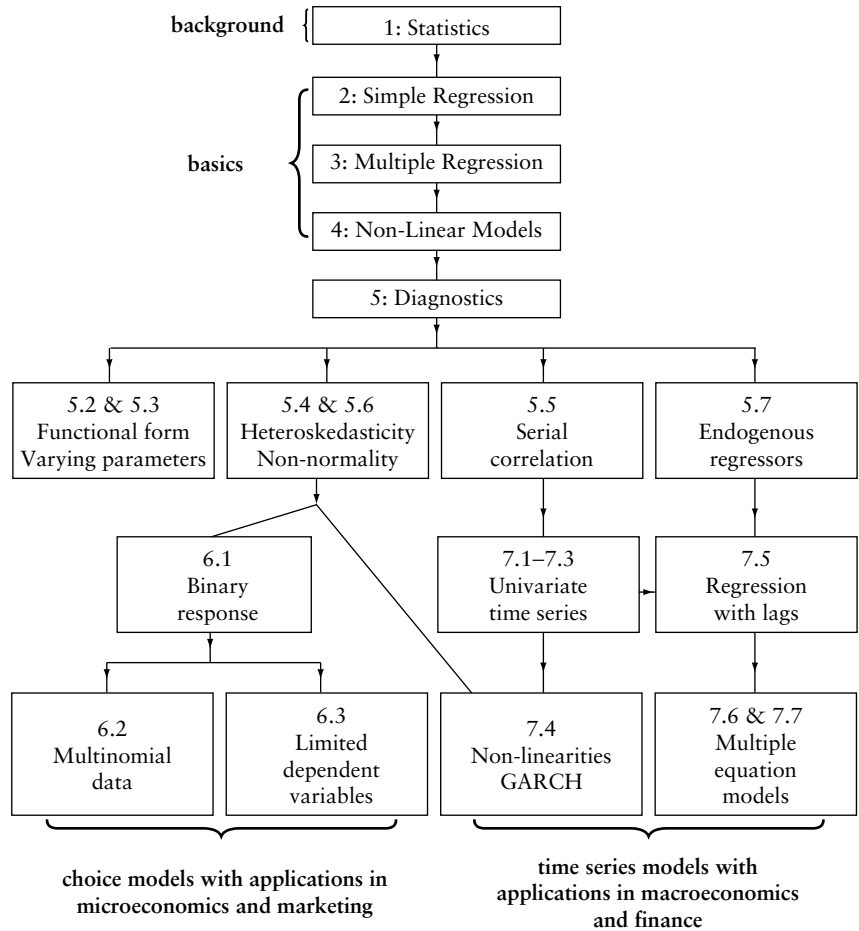 background
1: Statistics
2: Simple Regression
basics
3: Multiple Regression
4: Non-Linear Models
5: Diagnostics
5.2 & 5.3
Functional form
Varying parameters
5.4 & 5.6
Heteroskedasticity
Non-normality
5.5
Serial
correlation
5.7
Endogenous
regressors
6.1
Binary
response
7.1–7.3
Univariate
time series
7.5
Regression
with lags
6.2
Multinomial
data
6.3
Limited
dependent
variables
7.4
Non-linearities
GARCH
7.6 & 7.7
Multiple
equation
models
choice models with applications in
microeconomics and marketing
time series models with
applications in macroeconomics
and finance